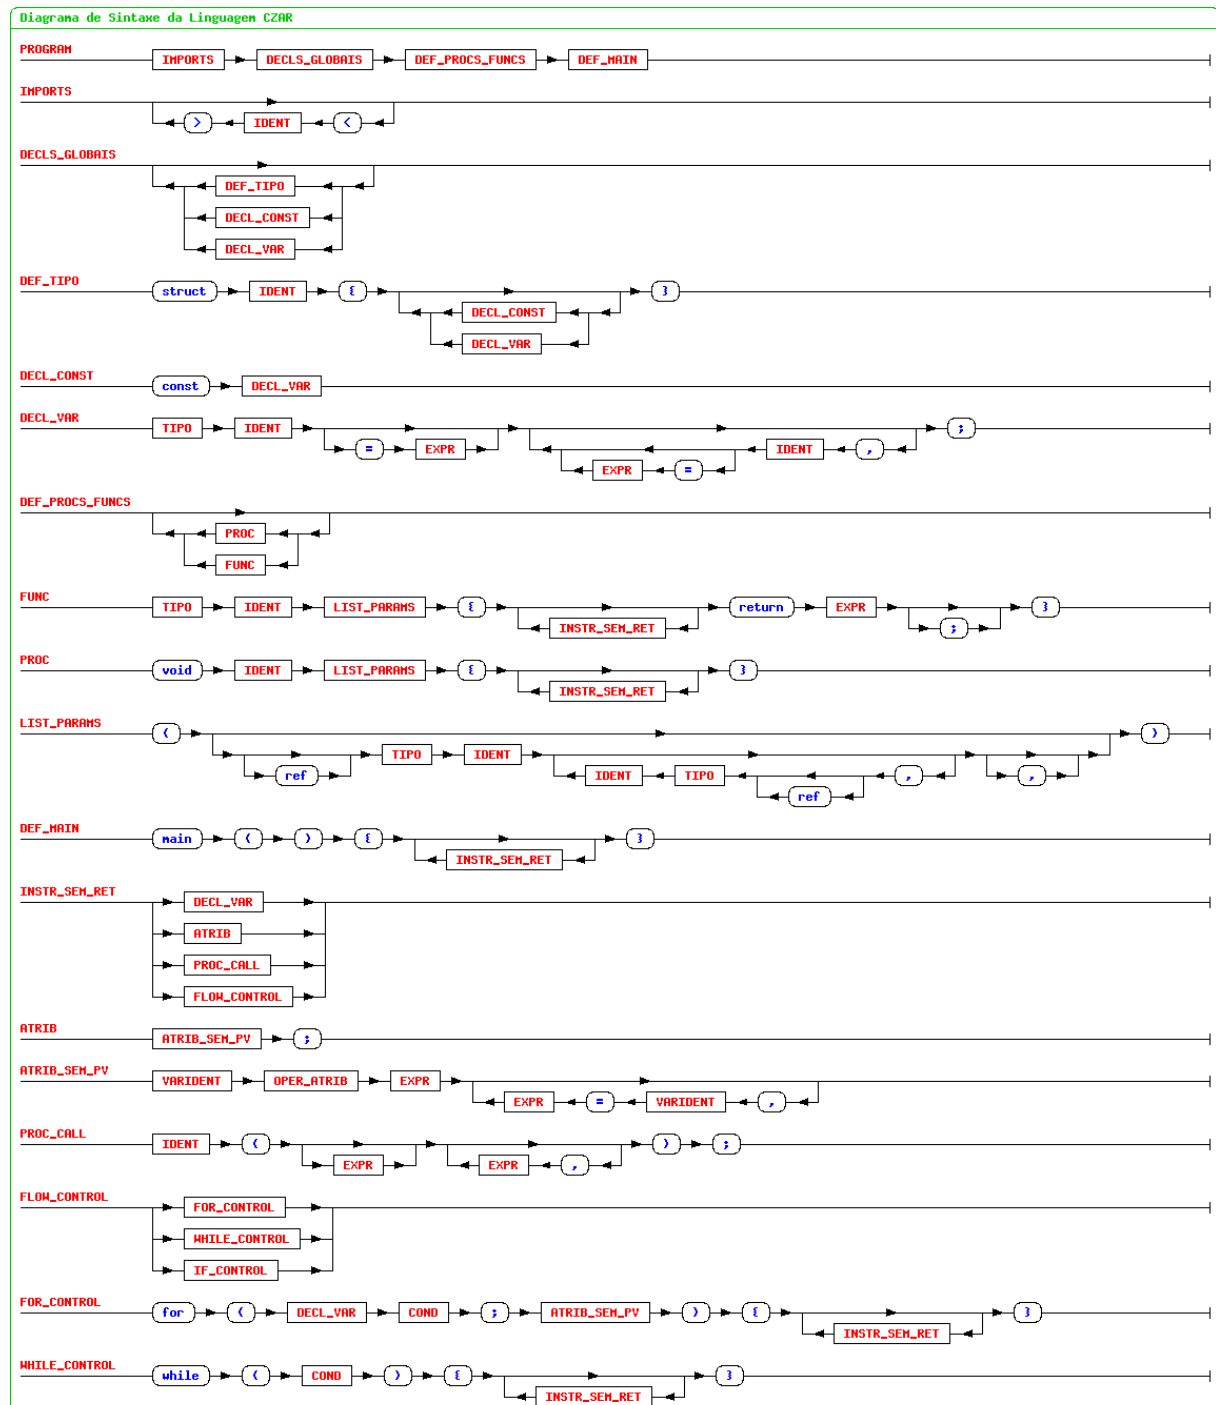 Diagrama de Sintaxe da Linguagem CZAR
PROGRAM
IMPORTS DECLS_GLOBAIS DEF_PROCS_FUNCS DEF_MAIN
IMPORTS
> IDENT <
DECLS_GLOBAIS
DEF_TIPO
DECL_CONST
DECL_VAR
DEF_TIPO
struct IDENT { }
DECL_CONST
DECL_VAR
DECL_CONST
const DECL_VAR
DECL_VAR
TIPO IDENT ;
= EXPR IDENT ,
EXPR =
DEF_PROCS_FUNCS
PROC
FUNC
FUNC
TIPO IDENT LIST_PARAMS { return EXPR }
INSTR_SEM_RET ;
PROC
void IDENT LIST_PARAMS { }
INSTR_SEM_RET
LIST_PARAMS
( )
TIPO IDENT
ref IDENT TIPO , ,
ref
DEF_MAIN
main ( ) { }
INSTR_SEM_RET
INSTR_SEM_RET
DECL_VAR
ATRIB
PROC_CALL
FLOW_CONTROL
ATRIB
ATRIB_SEM_PV ;
ATRIB_SEM_PV
VARIDENT OPER_ATRIB EXPR
EXPR = VARIDENT ,
PROC_CALL
IDENT ( ) ;
EXPR EXPR ,
FLOW_CONTROL
FOR_CONTROL
WHILE_CONTROL
IF_CONTROL
FOR_CONTROL
for ( DECL_VAR COND ; ATRIB_SEM_PV ) { }
INSTR_SEM_RET
WHILE_CONTROL
while ( COND ) { }
INSTR_SEM_RET